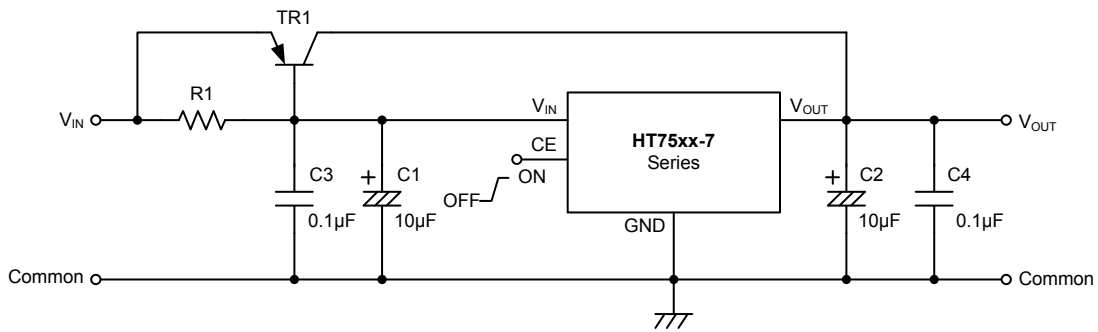 TR1
R1
VIN
VIN
VOUT
VOUT
HT75xx-7
Series
CE
ON
OFF
GND
C3
0.1µF
+
C1
10µF
+
C2
10µF
C4
0.1µF
Common
Common